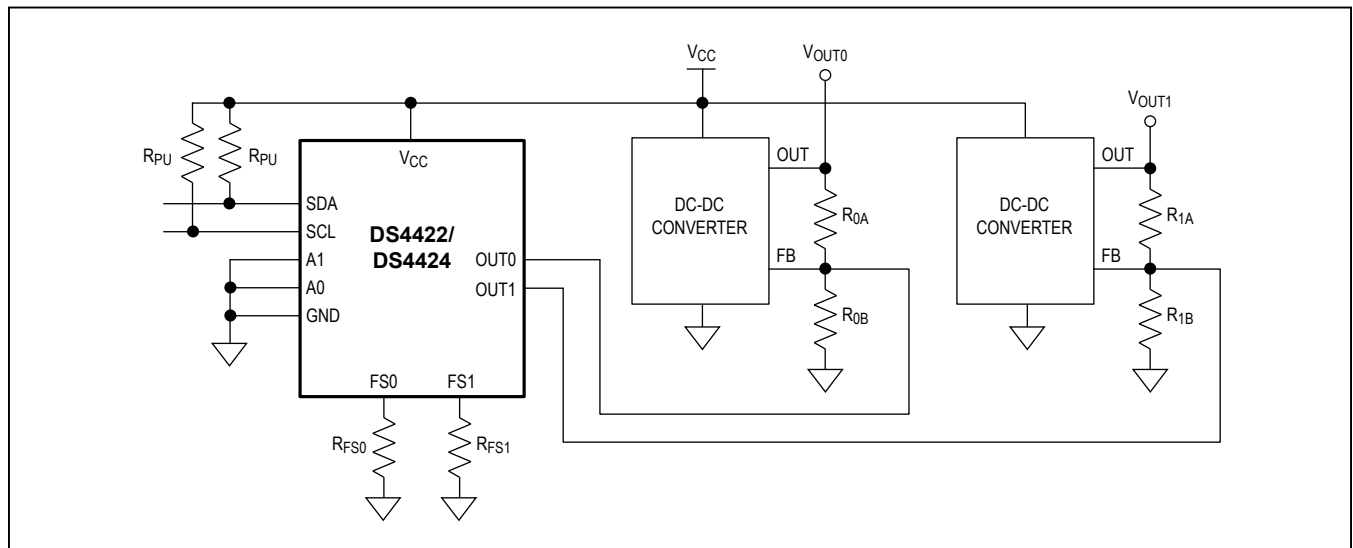 VCC
VOUT0
VOUT1
RPU
RPU
VCC
SDA
SCL
A1
A0
GND
DS4422/
DS4424
OUT0
OUT1
FS0
FS1
RFS0
RFS1
DC-DC
CONVERTER
OUT
FB
R0A
R0B
DC-DC
CONVERTER
OUT
FB
R1A
R1B